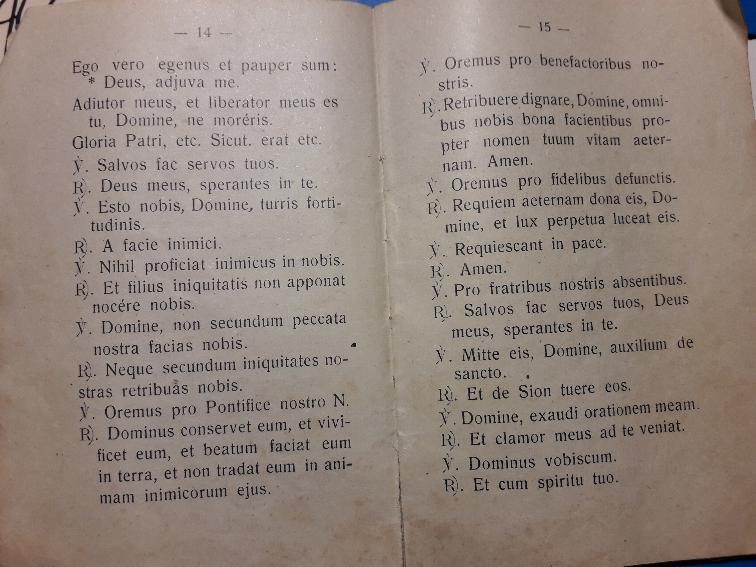 — 14 —
Ego vero egenus et pauper sum:
* Deus, adjuva me.
Adiutor meus, et liberator meus es
tu, Domine, ne moréris.
Gloria Patri, etc. Sicut. erat etc.
℣. Salvos fac servos tuos.
℟. Deus meus, sperantes in te.
℣. Esto nobis, Domine, turris forti-
tudinis.
℟. A facie inimici.
℣. Nihil proficiat inimicus in nobis.
℟. Et filius iniquitatis non apponat
nocére nobis.
℣. Domine, non secundum peccata
nostra facias nobis.
℟. Neque secundum iniquitates no-
stras retribuas nobis.
℣. Oremus pro Pontifice nostro N.
℟. Dominus conservet eum, et vivi-
ficet eum, et beatum faciat eum
in terra, et non tradat eum in ani-
mam inimicorum ejus.
— 15 —
℣. Oremus pro benefactoribus no-
stris.
℟. Retribuere dignare, Domine, omni-
bus nobis bona facientibus pro-
pter nomen tuum vitam aeter-
nam. Amen.
℣. Oremus pro fidelibus defunctis.
℟. Requiem aeternam dona eis, Do-
mine, et lux perpetua luceat eis.
℣. Requiescant in pace.
℟. Amen.
℣. Pro fratribus nostris absentibus.
℟. Salvos fac servos tuos, Deus
meus, sperantes in te.
℣. Mitte eis, Domine, auxilium de
sancto.
℟. Et de Sion tuere eos.
℣. Domine, exaudi orationem meam.
℟. Et clamor meus ad te veniat.
℣. Dominus vobiscum.
℟. Et cum spiritu tuo.